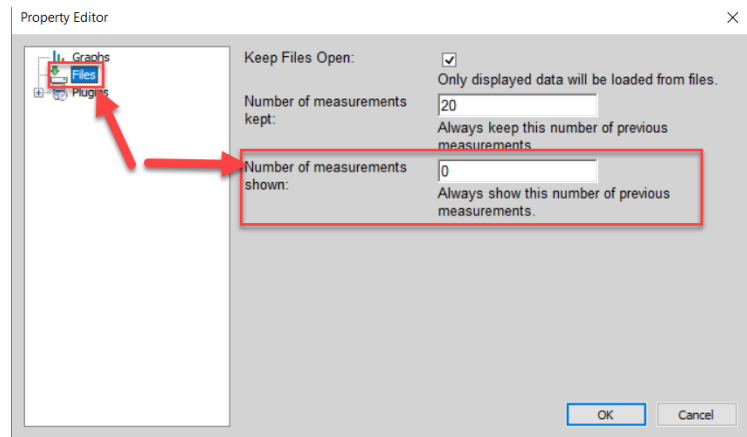 Property Editor
Graphs
Files
Plugins
Keep Files Open:
Only displayed data will be loaded from files.
Number of measurements
kept:
20
Always keep this number of previous
measurements
Number of measurements
shown:
0
Always show this number of previous
measurements.
OK
Cancel